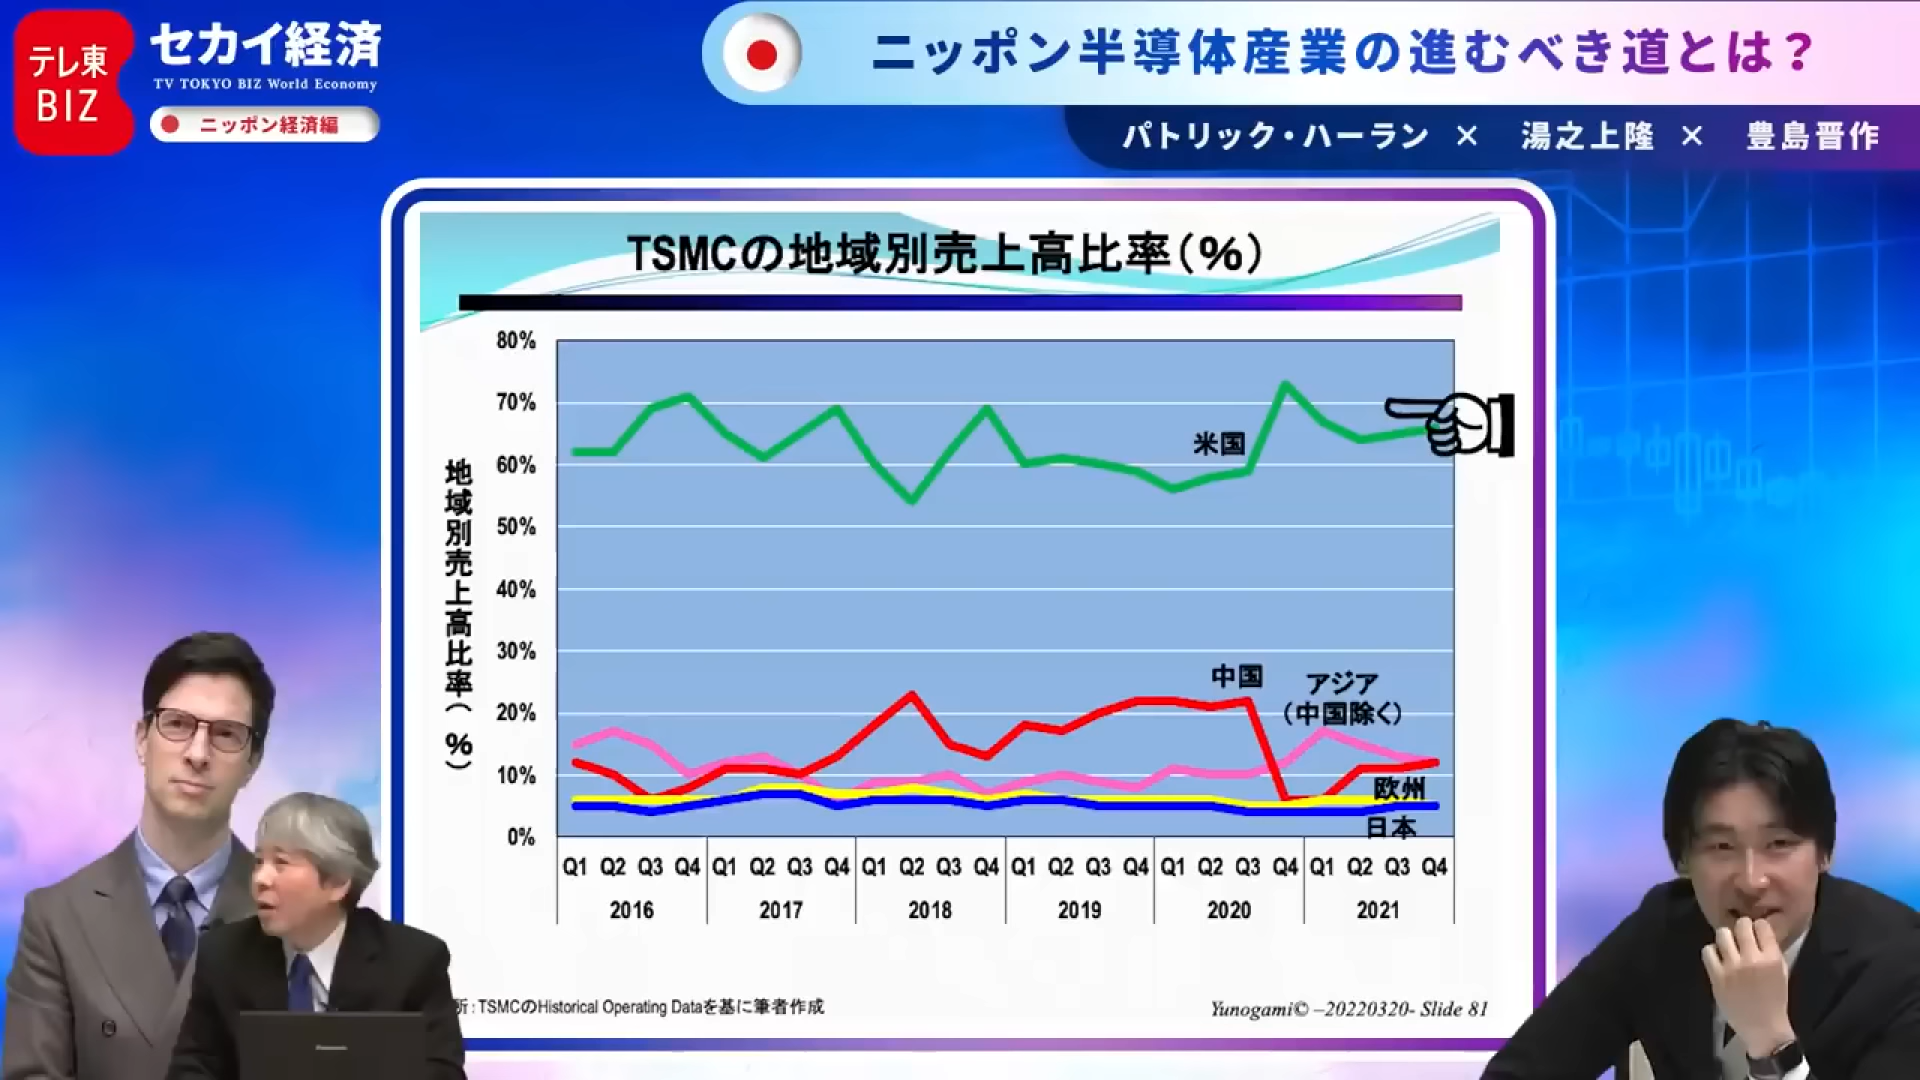 テレ東
BIZ
セカイ経済
TV TOKYO BIZ World Economy
ニッポン経済編
ニッポン半導体産業の進むべき道とは？
パトリック・ハーラン × 湯之上隆 × 豊島晋作
TSMCの地域別売上高比率（%）
地域別売上高比率（%）
80%
70%
60%
50%
40%
30%
20%
10%
0%
米国
中国
アジア
（中国除く）
欧州
日本
Q1 Q2 Q3 Q4 Q1 Q2 Q3 Q4 Q1 Q2 Q3 Q4 Q1 Q2 Q3 Q4 Q1 Q2 Q3 Q4 Q1 Q2 Q3 Q4
2016 2017 2018 2019 2020 2021
所：TSMCのHistorical Operating Dataを基に筆者作成
Yunogami© –20220320- Slide 81